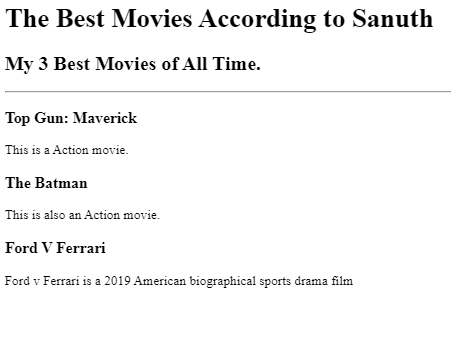 The Best Movies According to Sanuth
My 3 Best Movies of All Time.
Top Gun: Maverick
This is a Action movie.
The Batman
This is also an Action movie.
Ford V Ferrari
Ford v Ferrari is a 2019 American biographical sports drama film